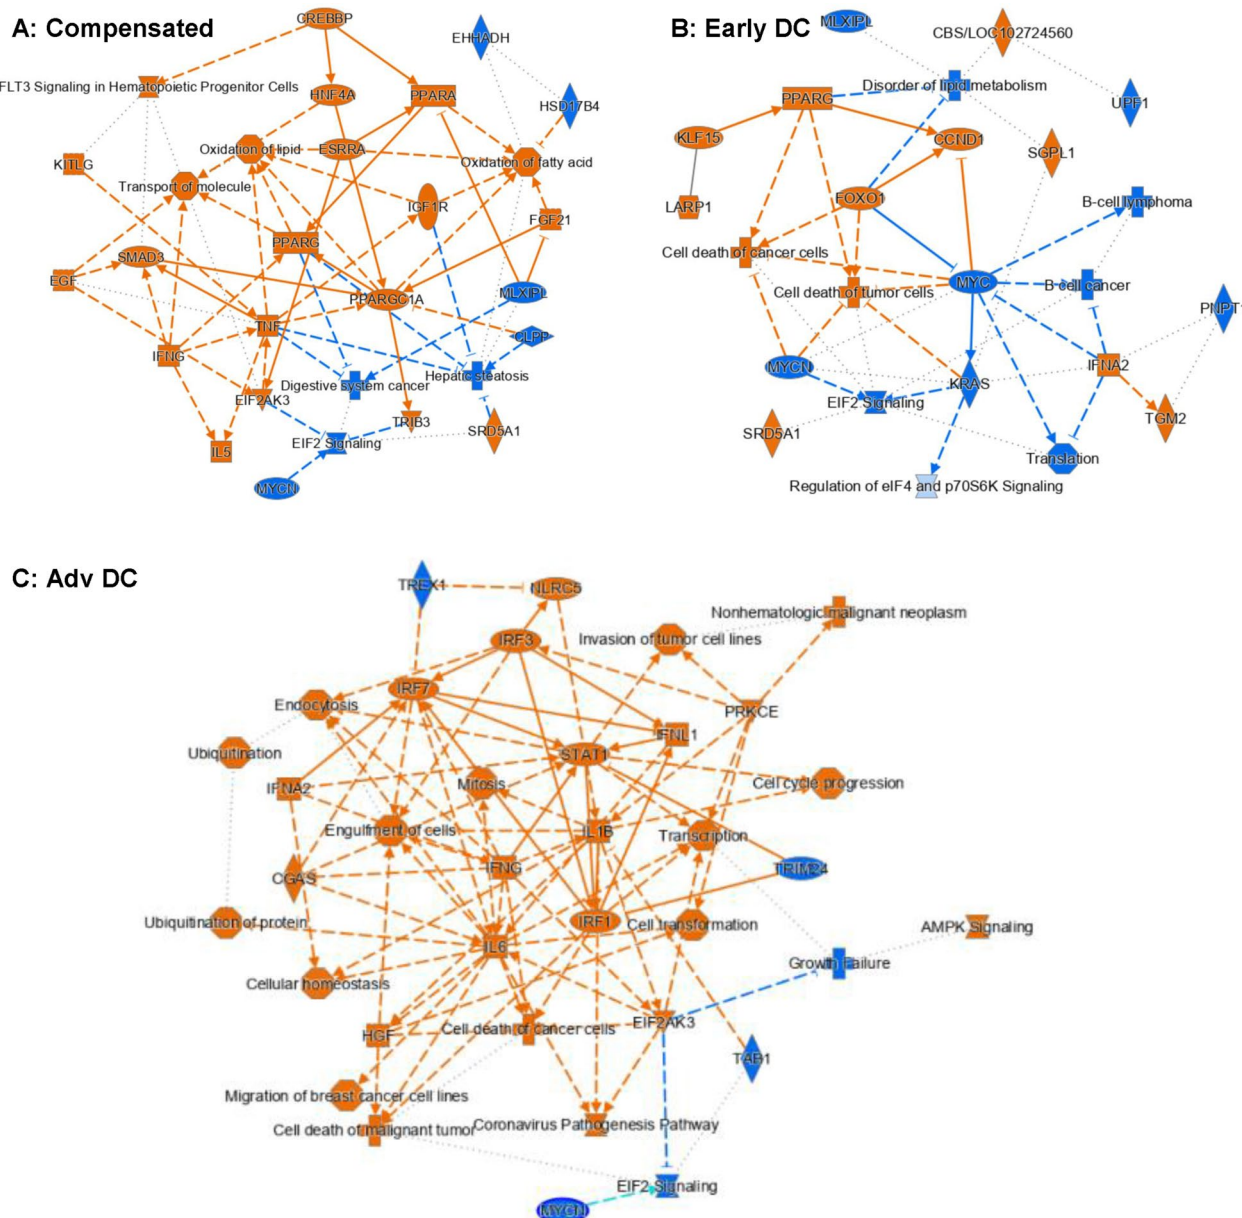 A: Compensated
CREBBP
EHHADH
FLT3 Signaling in Hematopoietic Progenitor Cells
HNF4A
PPARA
HSD17B4
Oxidation of lipid
ESRRA
Oxidation of fatty acid
KITLG
Transport of molecule
IGF1R
FGF21
PPARG
SMAD3
EGF
PPARGC1A
MLXIPL
TNF
CLPP
IFNG
Digestive system cancer
Hepatic steatosis
EIF2AK3
TRIB3
SRD5A1
EIF2 Signaling
IL5
MYCN
B: Early DC
MLXIPL
CBS/LOC102724560
Disorder of lipid metabolism
PPARG
UPF1
KLF15
CCND1
SGPL1
LARP1
FOXO1
B-cell lymphoma
Cell death of cancer cells
Cell death of tumor cells
MYC
B-cell cancer
PNPT1
MYCN
KRAS
IFNA2
EIF2 Signaling
TGM2
SRD5A1
Translation
Regulation of eIF4 and p70S6K Signaling
C: Adv DC
TREX1
NLRC5
Nonhematologic malignant neoplasm
IRF3
Invasion of tumor cell lines
IRF7
Endocytosis
PRKCE
IFNL1
Ubiquitination
STAT1
IFNA2
Mitosis
Cell cycle progression
Engulfment of cells
IL1B
Transcription
IFNG
TRIM24
CGAS
Ubiquitination of protein
IRF1
Cell transformation
AMPK Signaling
IL6
Growth Failure
Cellular homeostasis
HGF
Cell death of cancer cells
EIF2AK3
TAB1
Migration of breast cancer cell lines
Cell death of malignant tumor
Coronavirus Pathogenesis Pathway
EIF2 Signaling
MYCN